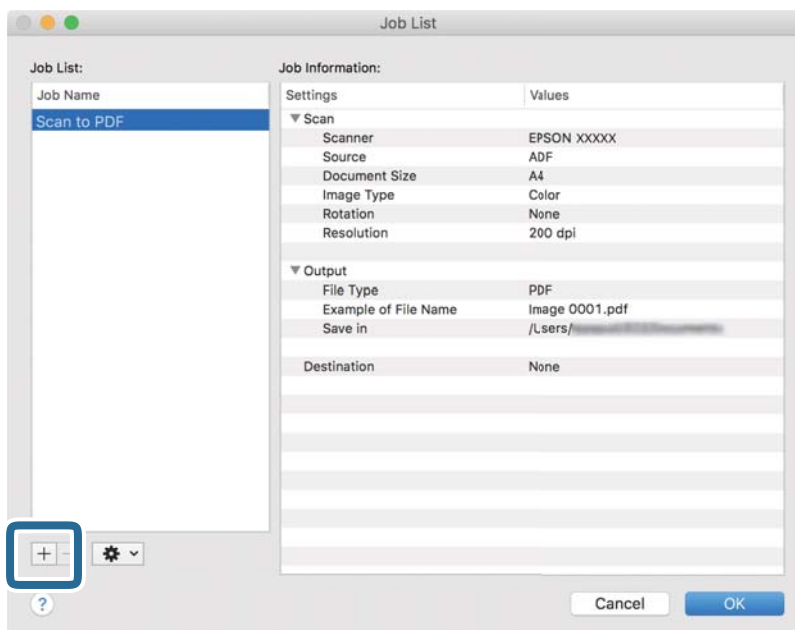 Job List
Job List:
Job Name
Scan to PDF
Job Information:
Settings Values
Scan
Scanner EPSON XXXXX
Source ADF
Document Size A4
Image Type Color
Rotation None
Resolution 200 dpi
Output
File Type PDF
Example of File Name Image 0001.pdf
Save in /Users/
Destination None
+ -
?
Cancel OK